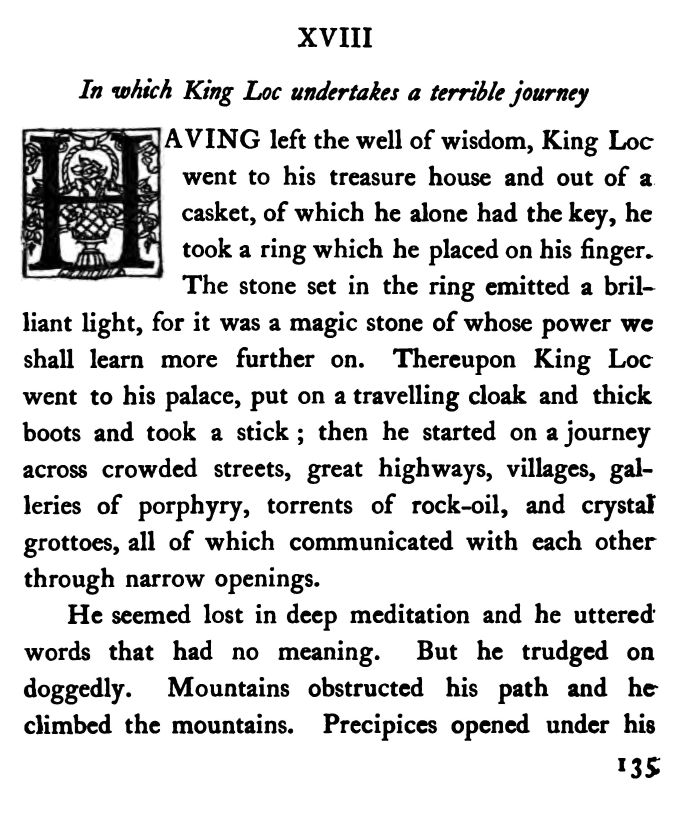 XVIII
In which King Loc undertakes a terrible journey
HAVING left the well of wisdom, King Loc
went to his treasure house and out of a
casket, of which he alone had the key, he
took a ring which he placed on his finger.
The stone set in the ring emitted a bril-
liant light, for it was a magic stone of whose power we
shall learn more further on. Thereupon King Loc
went to his palace, put on a travelling cloak and thick
boots and took a stick ; then he started on a journey
across crowded streets, great highways, villages, gal-
leries of porphyry, torrents of rock-oil, and crystal
grottoes, all of which communicated with each other
through narrow openings.
He seemed lost in deep meditation and he uttered
words that had no meaning. But he trudged on
doggedly. Mountains obstructed his path and he
climbed the mountains. Precipices opened under his
135